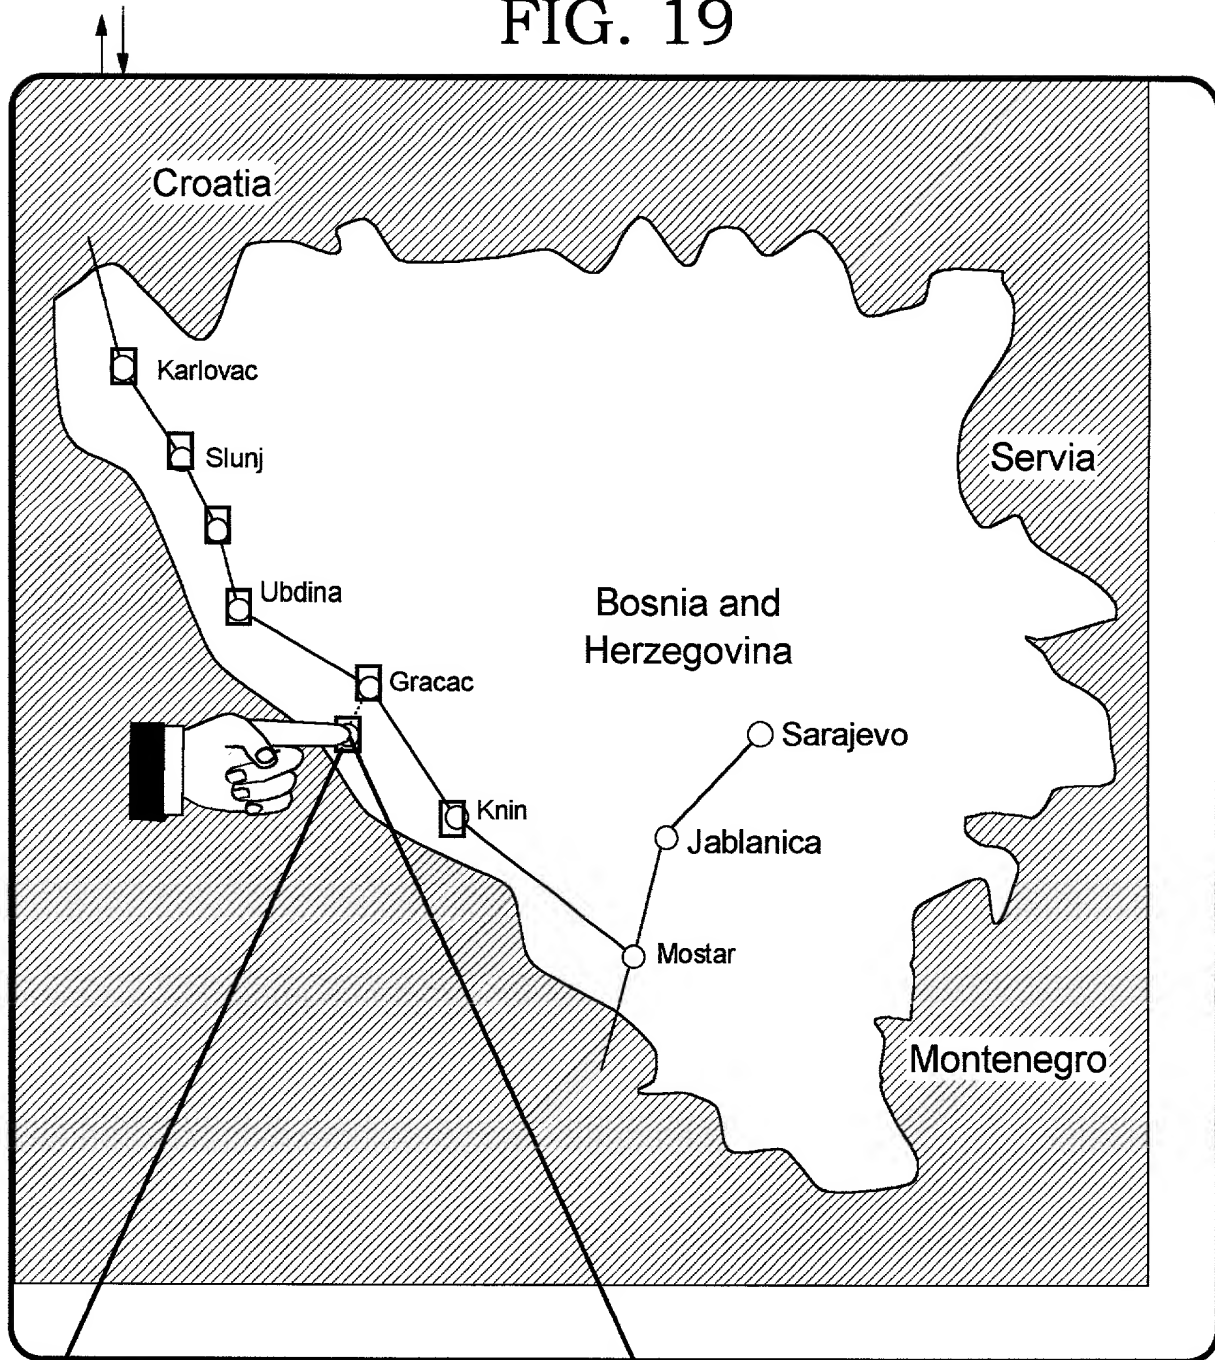 FIG. 19
Croatia
Karlovac
Slunj
Servia
Ubdina
Bosnia and
Herzegovina
Gracac
Sarajevo
Knin
Jablanica
Mostar
Montenegro